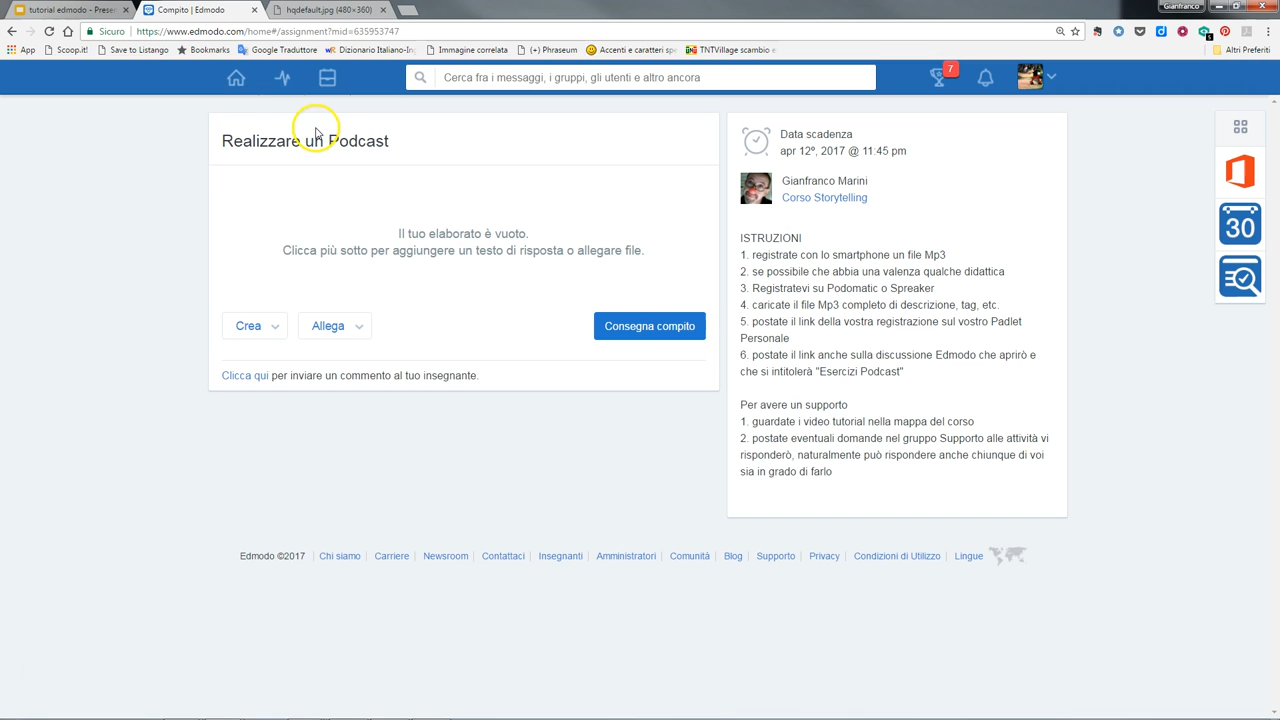 tutorial edmodo - Prese
Compito | Edmodo
hqdefault.jpg (480×360)
Gianfranco
Sicuro
https://www.edmodo.com/home#/assignment?mid=635953747
App
Scoop.it!
Save to Listango
Bookmarks
Google Traduttore
Dizionario Italiano-Ing
Immagine correlata
(+) Phraseum
Accenti e caratteri spe
TNTVillage scambio e
Altri Preferiti
Cerca fra i messaggi, i gruppi, gli utenti e altro ancora
7
Realizzare un Podcast
Il tuo elaborato è vuoto.
Clicca più sotto per aggiungere un testo di risposta o allegare file.
Crea
Allega
Consegna compito
Clicca qui per inviare un commento al tuo insegnante.
Data scadenza
apr 12º, 2017 @ 11:45 pm
Gianfranco Marini
Corso Storytelling
ISTRUZIONI
1. registrate con lo smartphone un file Mp3
2. se possibile che abbia una valenza qualche didattica
3. Registratevi su Podomatic o Spreaker
4. caricate il file Mp3 completo di descrizione, tag, etc.
5. postate il link della vostra registrazione sul vostro Padlet
Personale
6. postate il link anche sulla discussione Edmodo che aprirò e
che si intitolerà "Esercizi Podcast"
Per avere un supporto
1. guardate i video tutorial nella mappa del corso
2. postate eventuali domande nel gruppo Supporto alle attività vi
risponderò, naturalmente può rispondere anche chiunque di voi
sia in grado di farlo
30
Edmodo ©2017
Chi siamo
Carriere
Newsroom
Contattaci
Insegnanti
Amministratori
Comunità
Blog
Supporto
Privacy
Condizioni di Utilizzo
Lingue